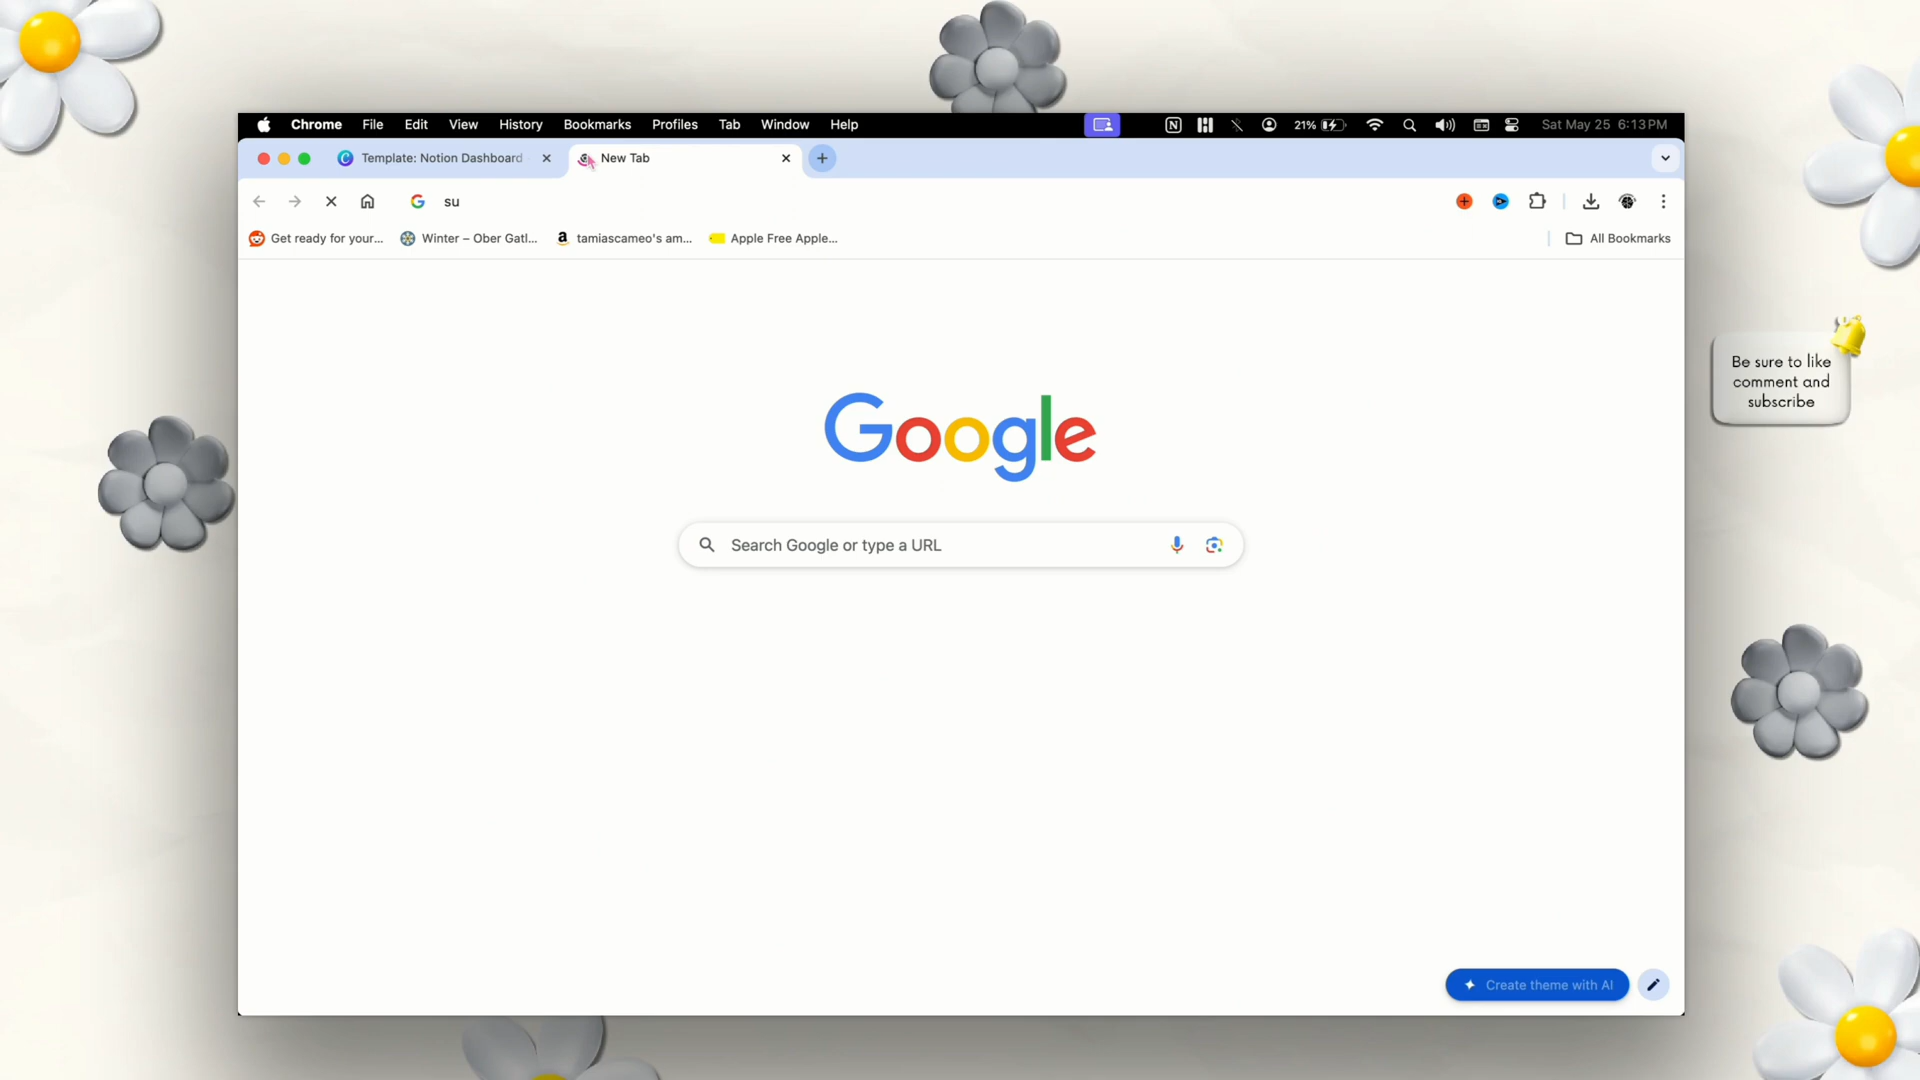 Chrome File Edit View History Bookmarks Profiles Tab Window Help 21% Sat May 25 6:13 PM
Template: Notion Dashboard New Tab
su
Get ready for your... Winter – Ober Gatl... tamiascameo's am... Apple Free Apple... All Bookmarks
Google
Search Google or type a URL
Be sure to like
comment and
subscribe
Create theme with AI